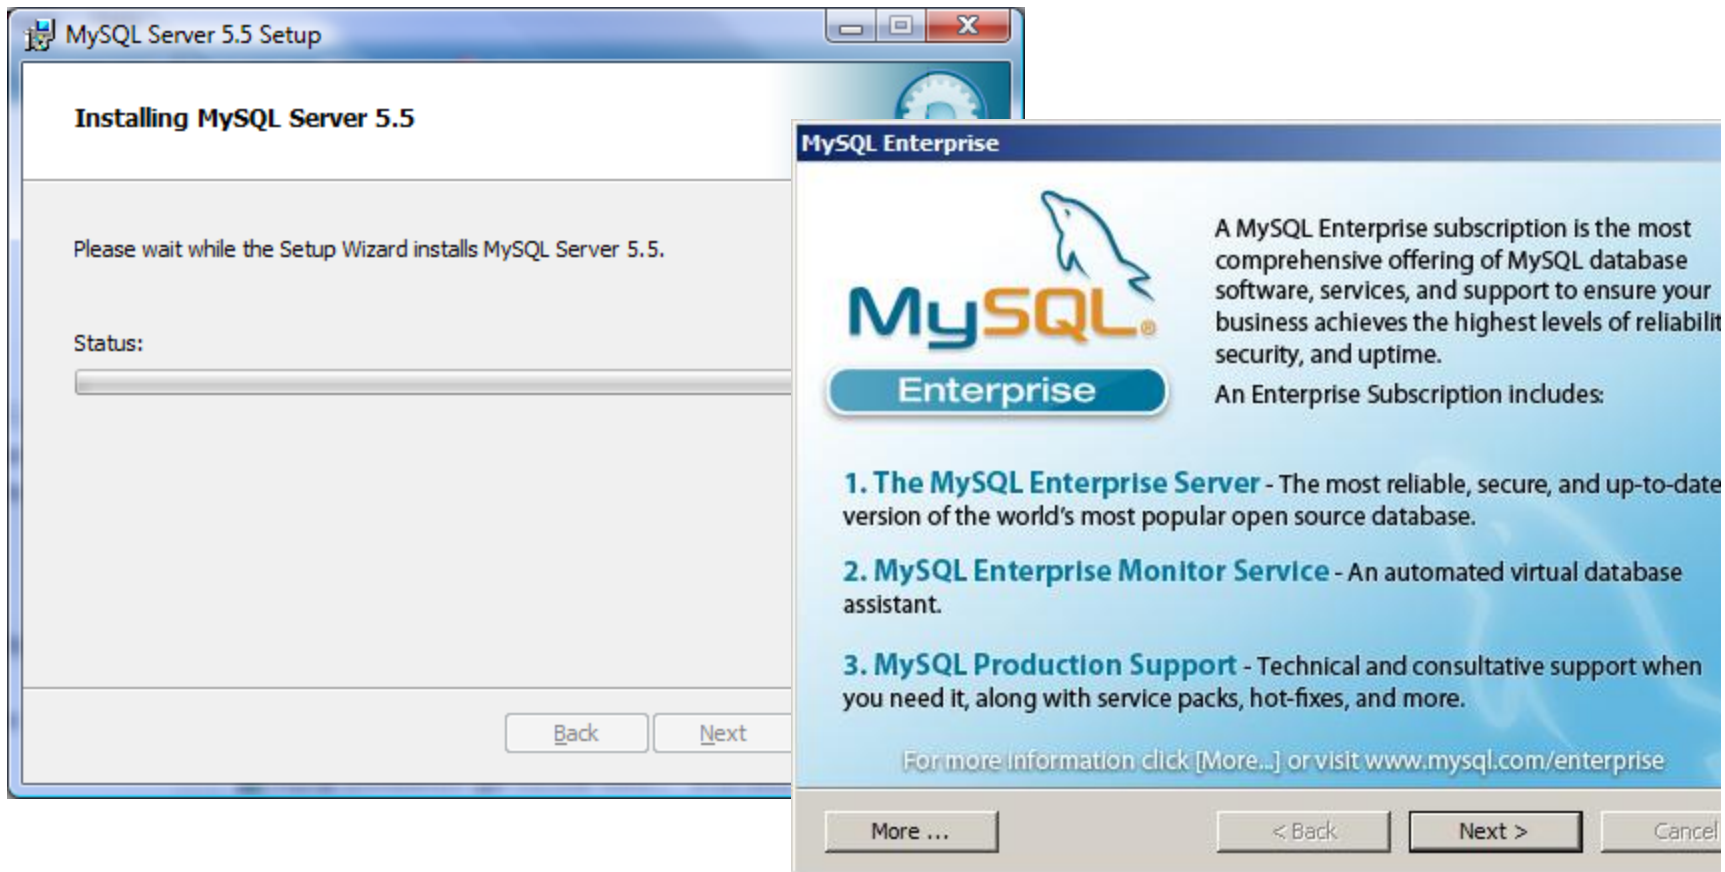 MySQL Server 5.5 Setup
Installing MySQL Server 5.5
Please wait while the Setup Wizard installs MySQL Server 5.5.
Status:
Back
Next
MySQL Enterprise
MySQL®
Enterprise
A MySQL Enterprise subscription is the most
comprehensive offering of MySQL database
software, services, and support to ensure your
business achieves the highest levels of reliabilit
security, and uptime.
An Enterprise Subscription includes:
1. The MySQL Enterprise Server - The most reliable, secure, and up-to-date
version of the world's most popular open source database.
2. MySQL Enterprise Monitor Service - An automated virtual database
assistant.
3. MySQL Production Support - Technical and consultative support when
you need it, along with service packs, hot-fixes, and more.
For more information click [More...] or visit www.mysql.com/enterprise
More ...
< Back
Next >
Cancel